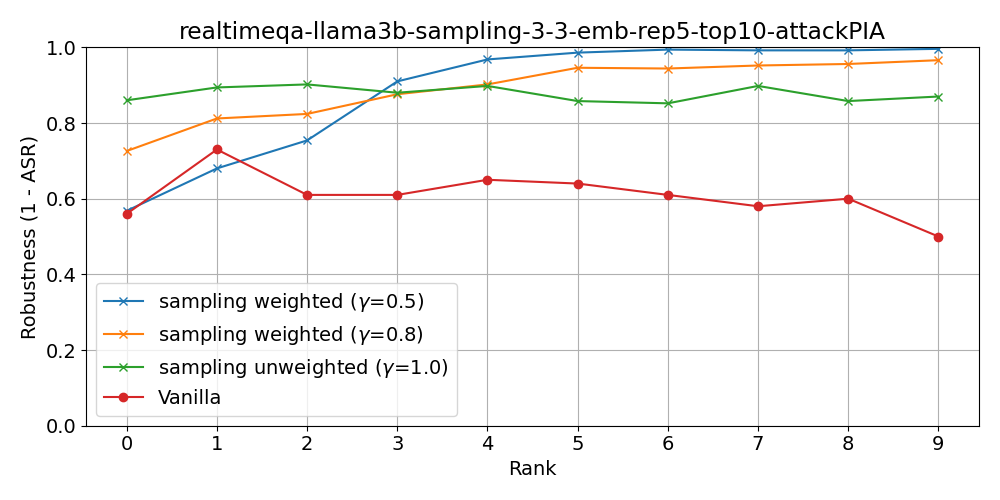 realtimeqa-llama3b-sampling-3-3-emb-rep5-top10-attackPIA
Robustness (1 - ASR)
1.0
0.8
0.6
0.4
0.2
0.0
sampling weighted (γ=0.5)
sampling weighted (γ=0.8)
sampling unweighted (γ=1.0)
Vanilla
0 1 2 3 4 5 6 7 8 9
Rank